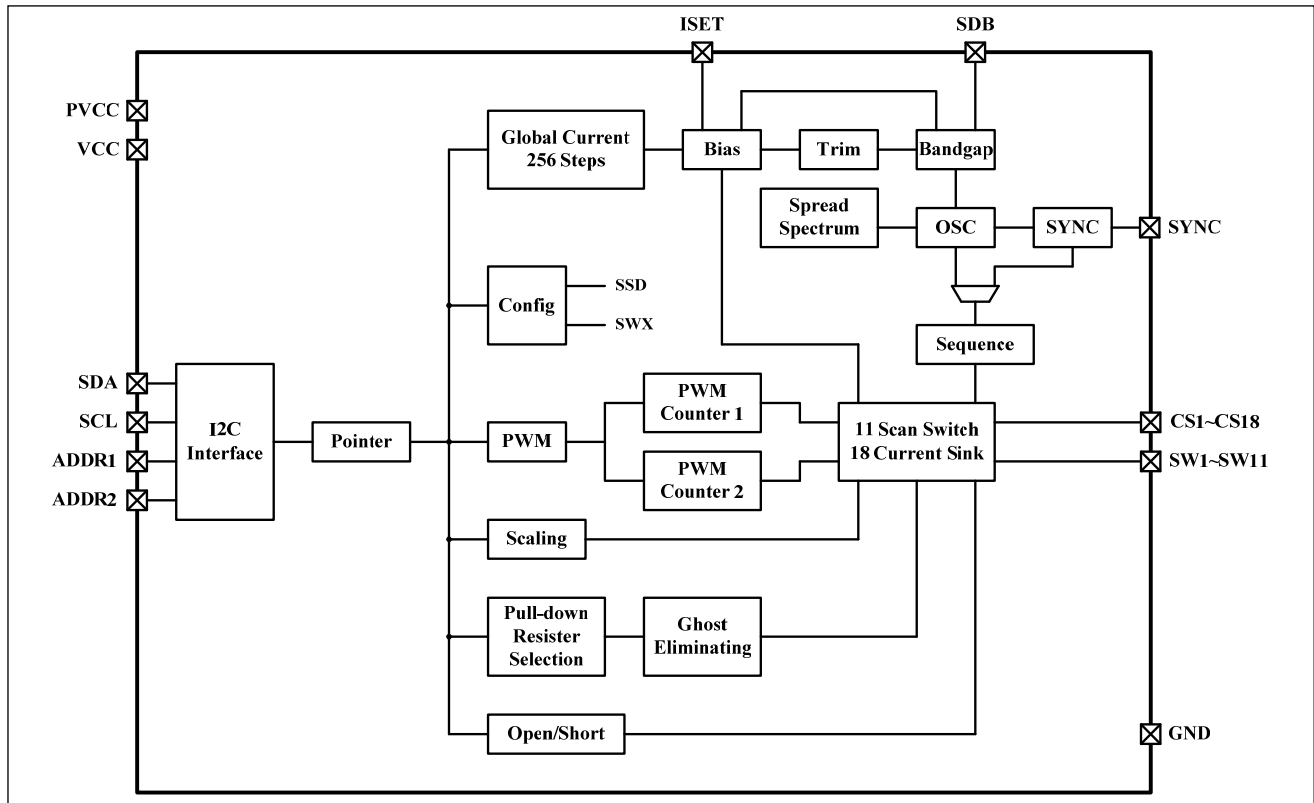 ISET
SDB
PVCC
VCC
Global Current
256 Steps
Bias
Trim
Bandgap
Spread
Spectrum
OSC
SYNC
SYNC
Config
SSD
SWX
Sequence
SDA
SCL
ADDR1
ADDR2
I2C
Interface
Pointer
PWM
PWM
Counter 1
PWM
Counter 2
11 Scan Switch
18 Current Sink
CS1~CS18
SW1~SW11
Scaling
Pull-down
Resister
Selection
Ghost
Eliminating
Open/Short
GND